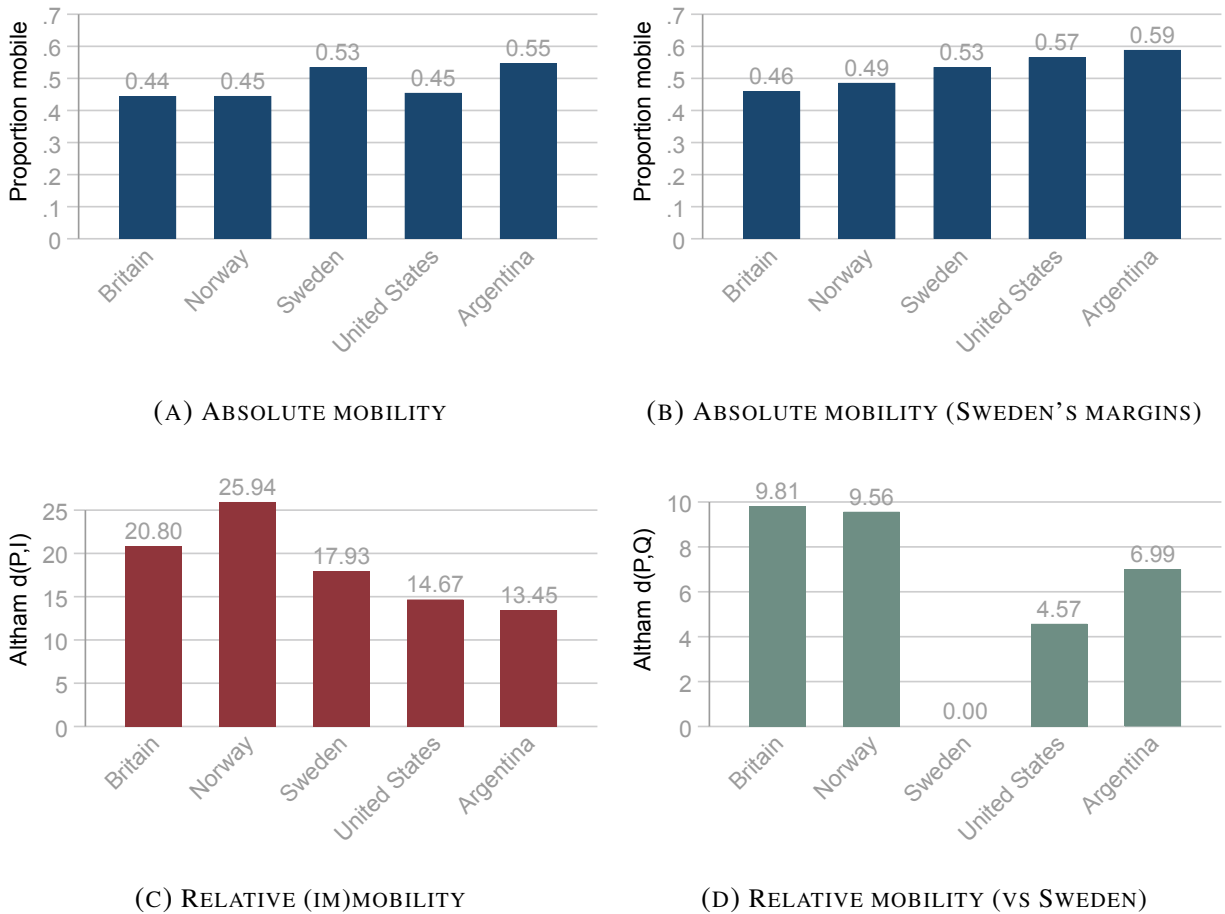 Proportion mobile
.7
.6
.5
.4
.3
.2
.1
0
0.44
0.45
0.53
0.45
0.55
Britain
Norway
Sweden
United States
Argentina
(A) ABSOLUTE MOBILITY
Proportion mobile
.7
.6
.5
.4
.3
.2
.1
0
0.46
0.49
0.53
0.57
0.59
Britain
Norway
Sweden
United States
Argentina
(B) ABSOLUTE MOBILITY (SWEDEN'S MARGINS)
Altham d(P,I)
25
20
15
10
5
0
20.80
25.94
17.93
14.67
13.45
Britain
Norway
Sweden
United States
Argentina
(C) RELATIVE (IM)MOBILITY
Altham d(P,Q)
10
8
6
4
2
0
9.81
9.56
0.00
4.57
6.99
Britain
Norway
Sweden
United States
Argentina
(D) RELATIVE MOBILITY (VS SWEDEN)